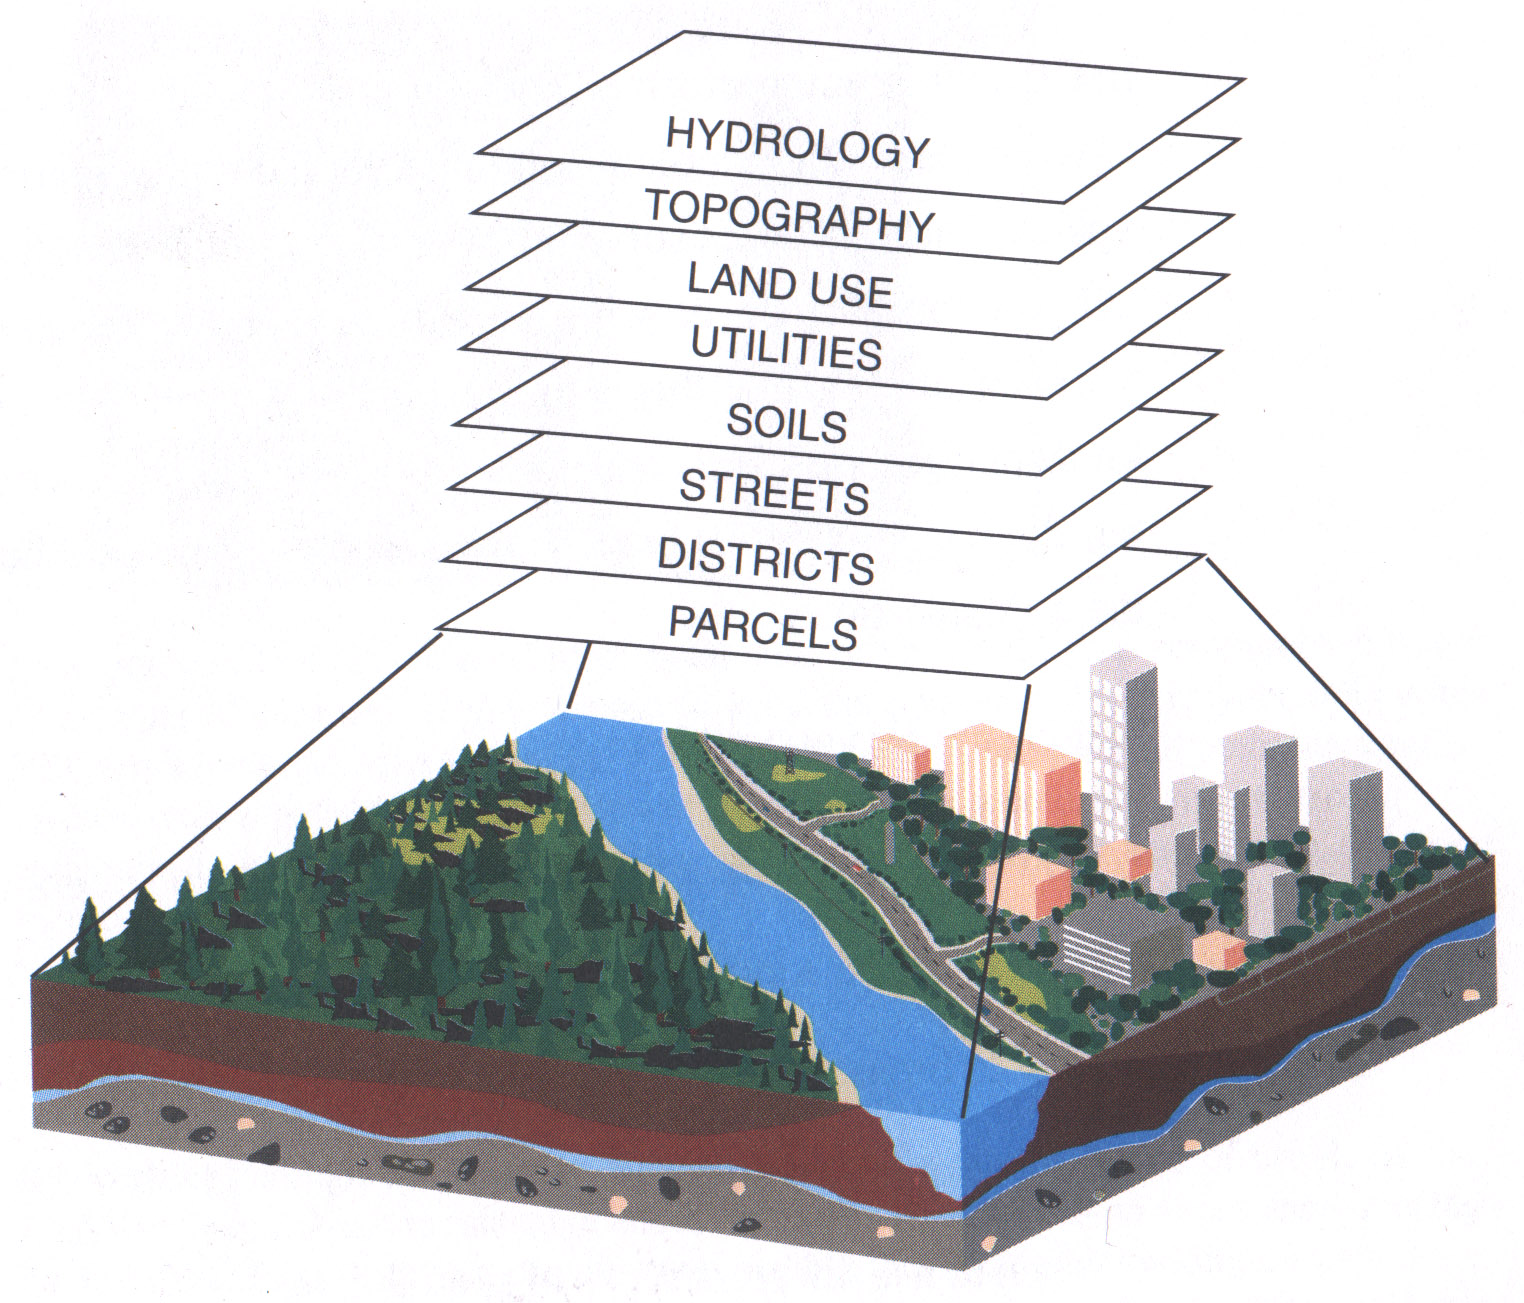 HYDROLOGY
TOPOGRAPHY
LAND USE
UTILITIES
SOILS
STREETS
DISTRICTS
PARCELS